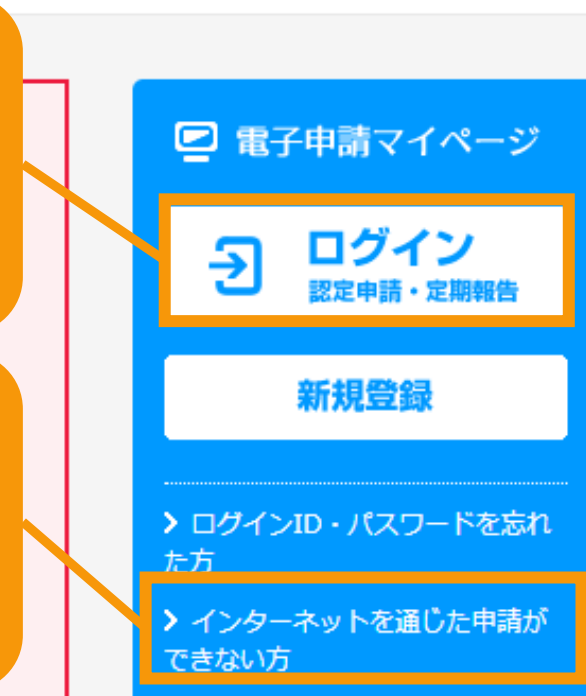 電子申請マイページ
ログイン
認定申請・定期報告
新規登録
ログインID・パスワードを忘れ
た方
インターネットを通じた申請が
できない方